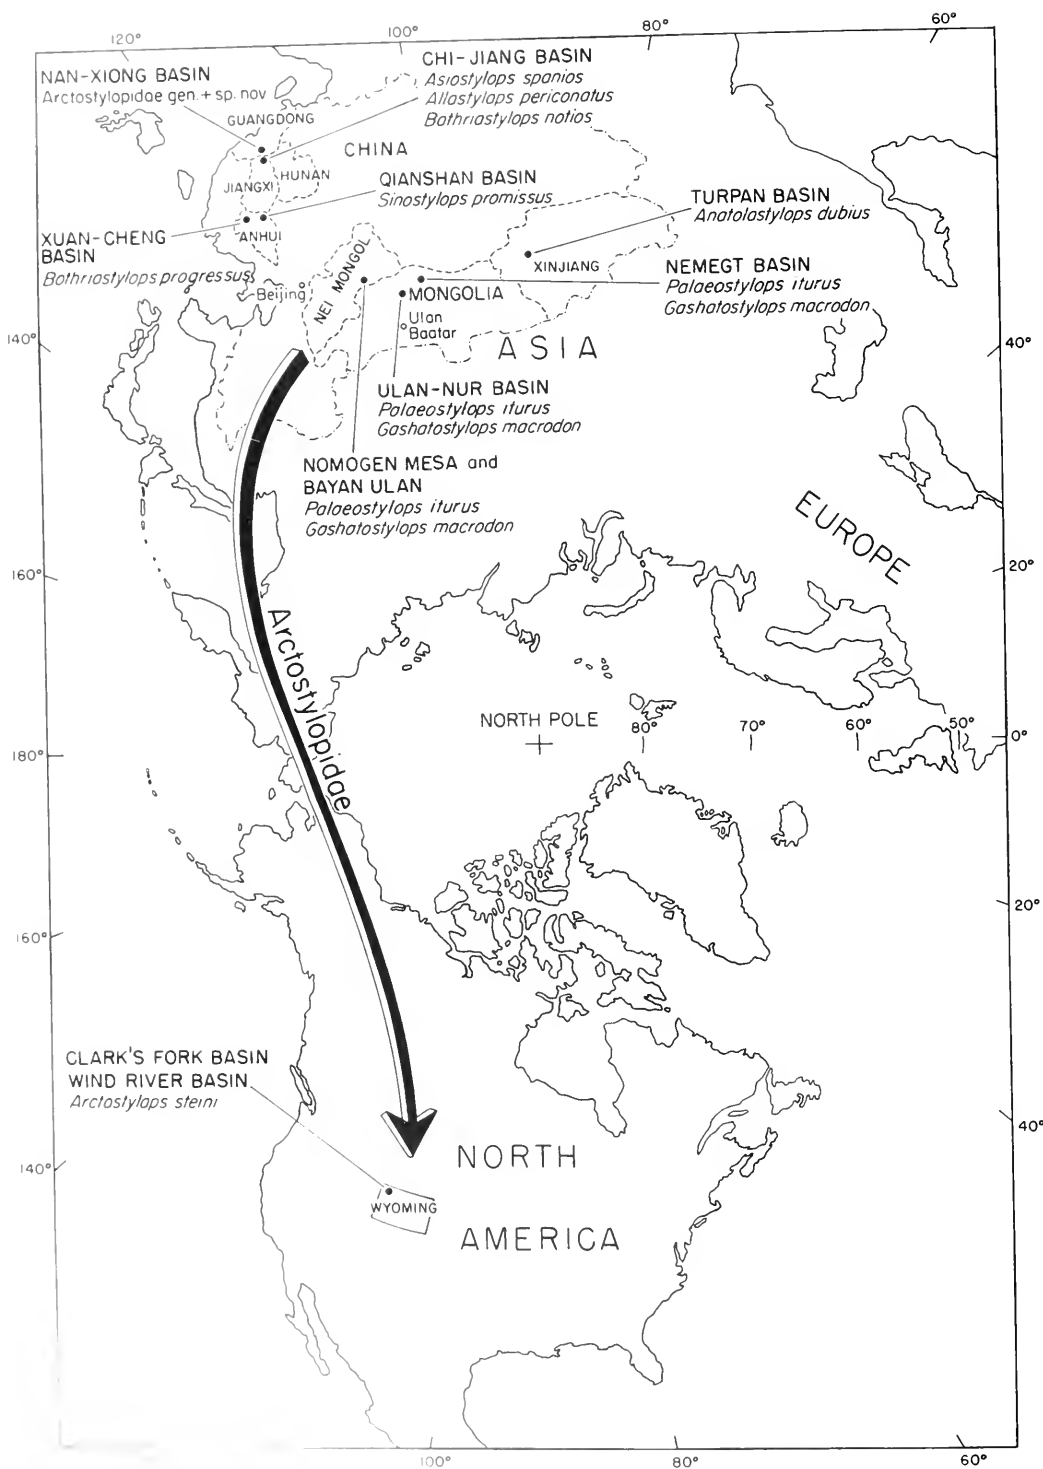 120°
100°
80°
60°
NAN-XIONG BASIN
Arctostylopidae gen. + sp. nov
CHI-JIANG BASIN
Asiostylops spanios
Allostylops periconatus
Bothriostylops notios
GUANGDONG
CHINA
HUNAN
JIANGXI
QIANSHAN BASIN
Sinostylops promissus
TURPAN BASIN
Anatolostylops dubius
XUAN-CHENG
BASIN
Bothriostylops progressus
ANHUI
NEI MONGOL
Beijing
XINJIANG
NEMEGT BASIN
Palaeostylops iturus
Gashatostylops macrodon
MONGOLIA
Ulan
Baatar
140°
ASIA
40°
ULAN-NUR BASIN
Palaeostylops iturus
Gashatostylops macrodon
NOMOGEN MESA and
BAYAN ULAN
Palaeostylops iturus
Gashatostylops macrodon
EUROPE
160°
20°
Arctostylopidae
NORTH POLE
80°
70°
60°
50°
0°
180°
20°
160°
CLARK'S FORK BASIN
WIND RIVER BASIN
Arctostylops steini
40°
NORTH
140°
WYOMING
AMERICA
100°
80°
60°